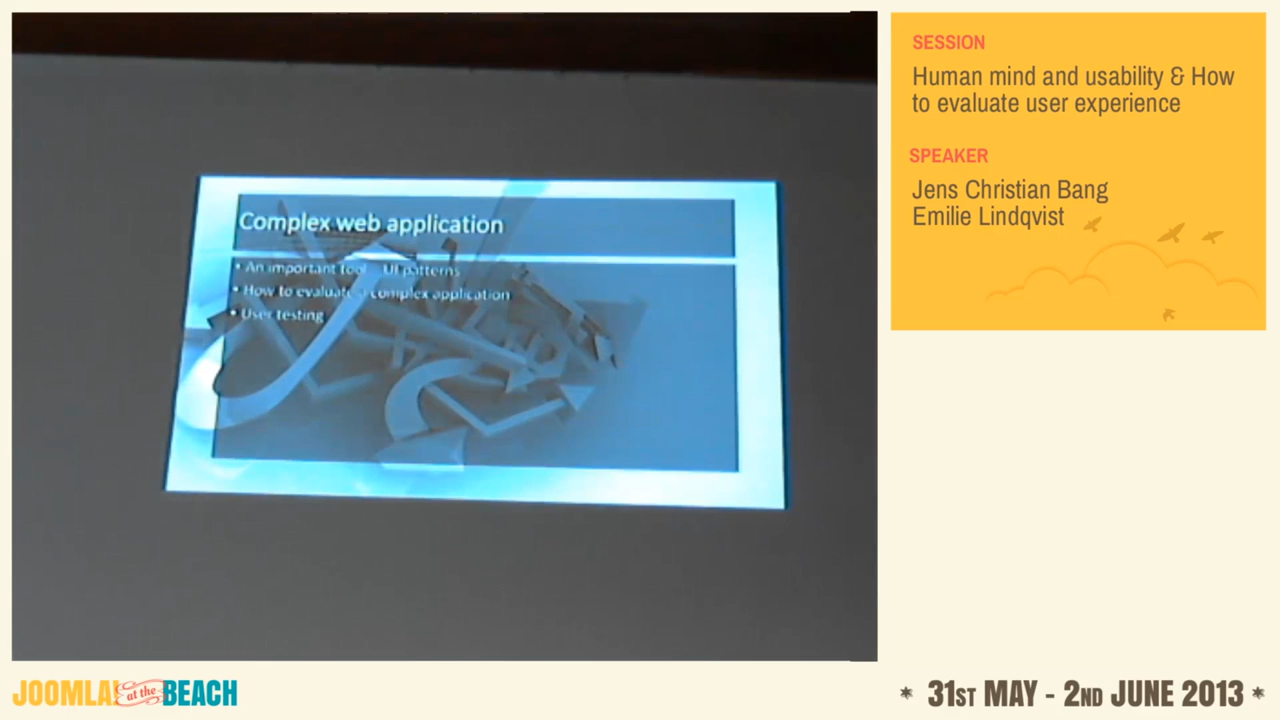 Complex web application
• An important tool UI patterns
• How to evaluate a complex application
• User testing
SESSION
Human mind and usability & How
to evaluate user experience
SPEAKER
Jens Christian Bang
Emilie Lindqvist
JOOMLA! at the BEACH
* 31ST MAY - 2ND JUNE 2013 *